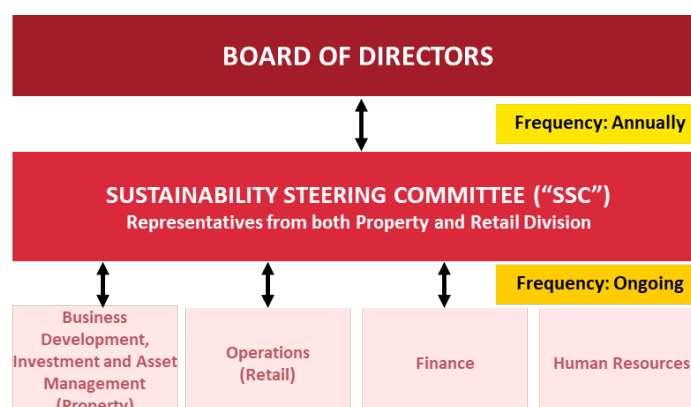 BOARD OF DIRECTORS
Frequency: Annually
SUSTAINABILITY STEERING COMMITTEE (“SSC”)
Representatives from both Property and Retail Division
Frequency: Ongoing
Business
Development,
Investment and Asset
Management
(Property)
Operations
(Retail)
Finance
Human Resources